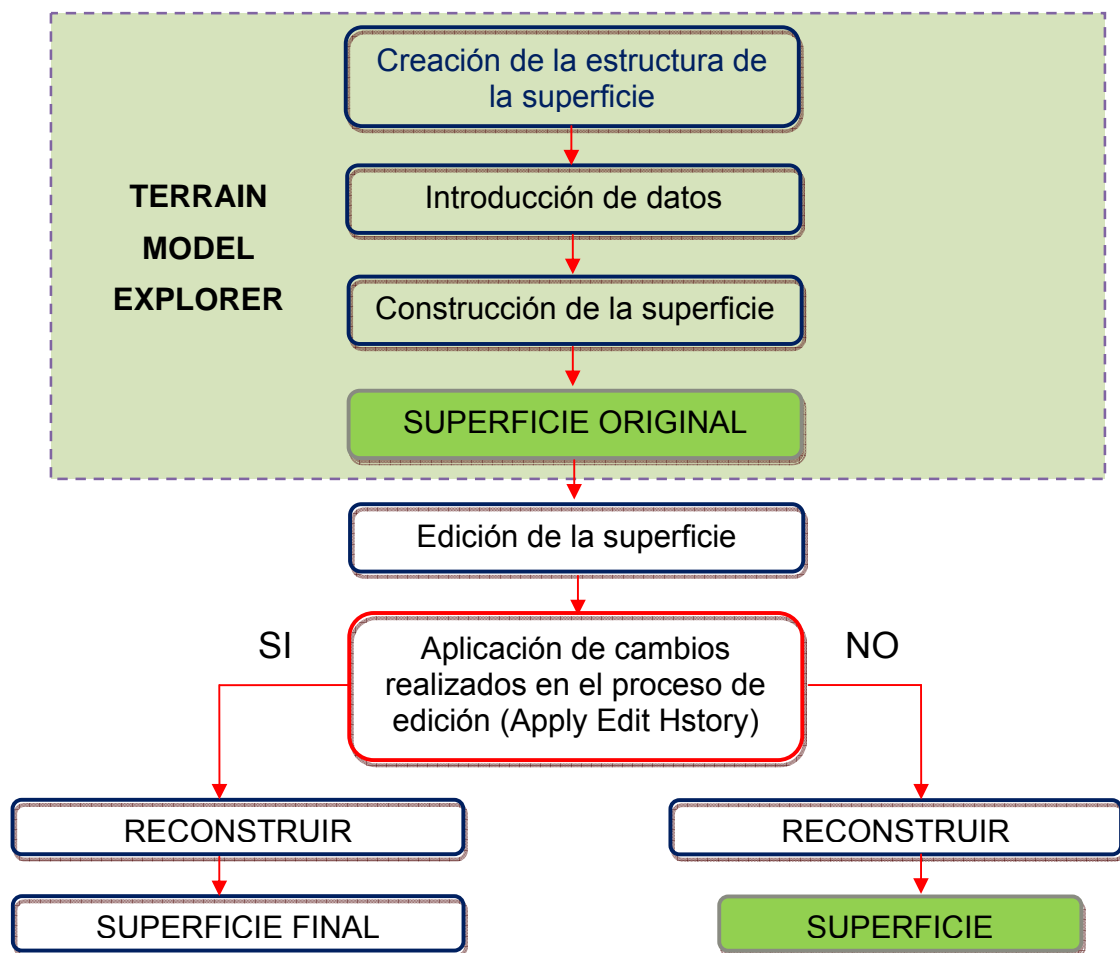 Creación de la estructura de
la superficie
TERRAIN
MODEL
EXPLORER
Introducción de datos
Construcción de la superficie
SUPERFICIE ORIGINAL
Edición de la superficie
SI
Aplicación de cambios
realizados en el proceso de
edición (Apply Edit Hstory)
NO
RECONSTRUIR
RECONSTRUIR
SUPERFICIE FINAL
SUPERFICIE